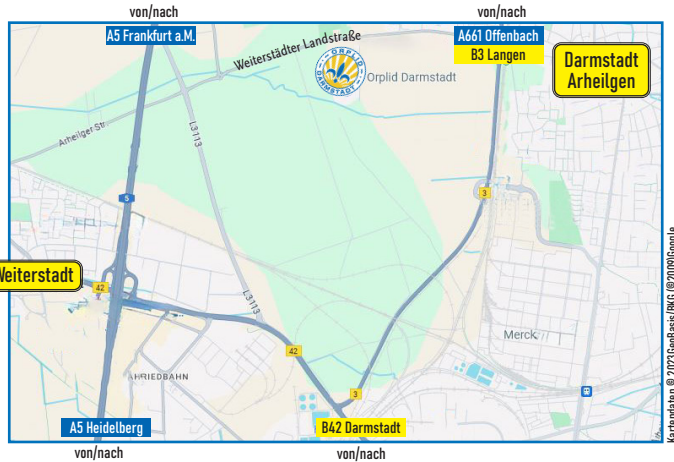 von/nach
von/nach
A5 Frankfurt a.M.
A661 Offenbach
B3 Langen
Weiterstädter Landstraße
ORPLID
DARMSTADT
Orplid Darmstadt
Darmstadt
Arheilgen
Arheilger Str.
L3113
5
3
Weiterstadt
42
L3113
Merck
42
AHRIEDBAHN
3
A5 Heidelberg
B42 Darmstadt
von/nach
von/nach
Kartendaten © 2023GeoBasis/BKG (©2009)Google